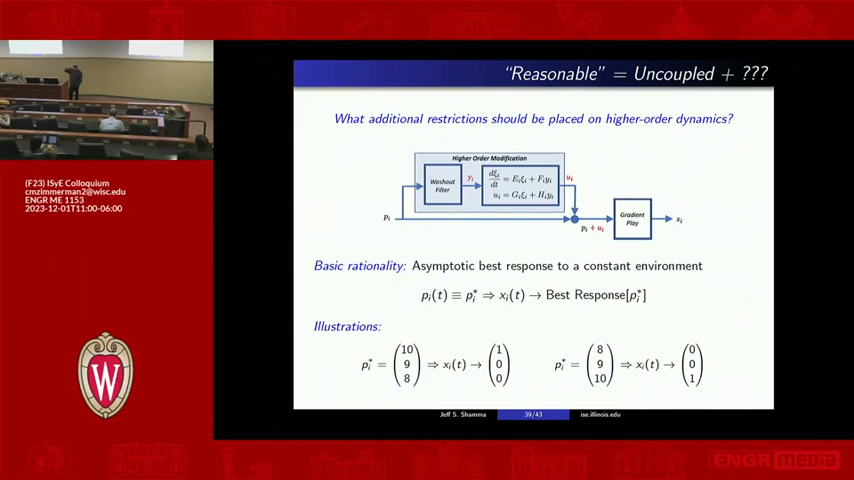 "Reasonable" = Uncoupled + ???
What additional restrictions should be placed on higher-order dynamics?
Higher Order Modification
Washout Filter
yᵢ
dξᵢ/dt = Eᵢξᵢ + Fᵢyᵢ
uᵢ = Gᵢξᵢ + Hᵢyᵢ
uᵢ
pᵢ
pᵢ + uᵢ
Gradient Play
xᵢ
Basic rationality: Asymptotic best response to a constant environment
pᵢ(t) ≡ pᵢ* ⇒ xᵢ(t) → Best Response[pᵢ*]
Illustrations:
pᵢ* = (10 9 8) ⇒ xᵢ(t) → (1 0 0)
pᵢ* = (8 9 10) ⇒ xᵢ(t) → (0 0 1)
Jeff S. Shamma 39/43 ise.illinois.edu
(F23) ISyE Colloquium
cmzimmerman2@wisc.edu
ENGR ME 1153
2023-12-01T11:00-06:00
W
ENGR media